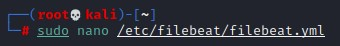 ┌──(root💀kali)-[~]
└─# sudo nano /etc/filebeat/filebeat.yml